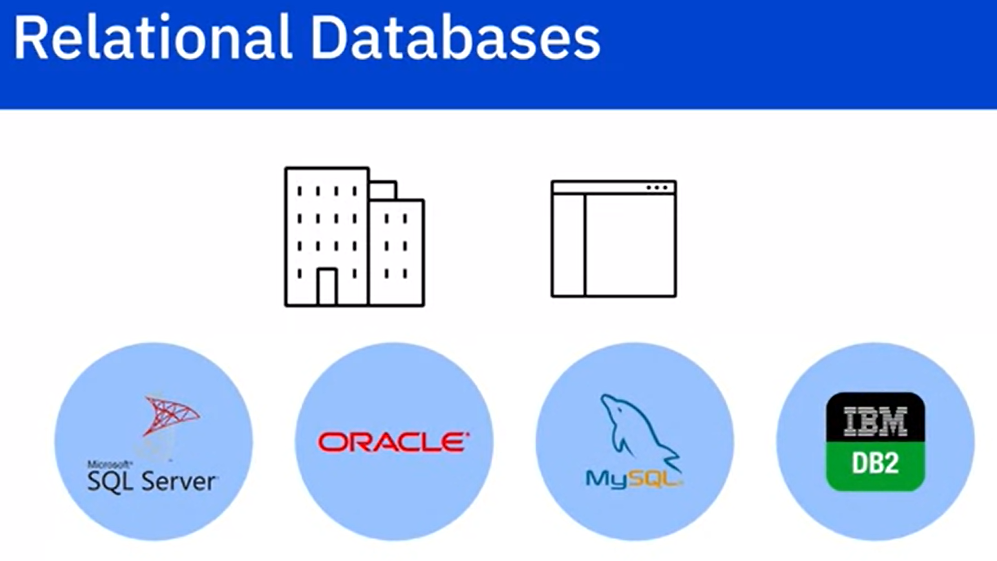 Relational Databases
Microsoft®
SQL Server
ORACLE®
MySQL®
IBM
DB2